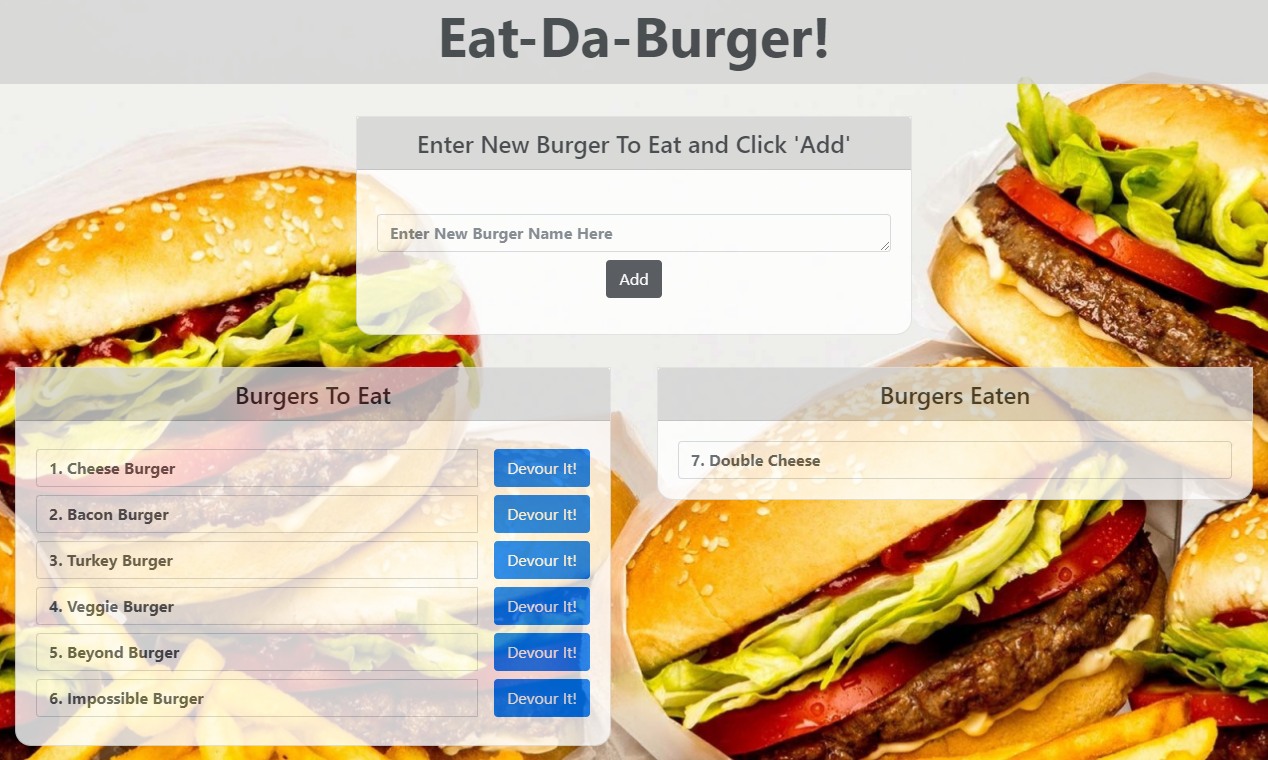 Eat-Da-Burger!
Enter New Burger To Eat and Click 'Add'
Enter New Burger Name Here
Add
Burgers To Eat
1. Cheese Burger Devour It!
2. Bacon Burger Devour It!
3. Turkey Burger Devour It!
4. Veggie Burger Devour It!
5. Beyond Burger Devour It!
6. Impossible Burger Devour It!
Burgers Eaten
7. Double Cheese